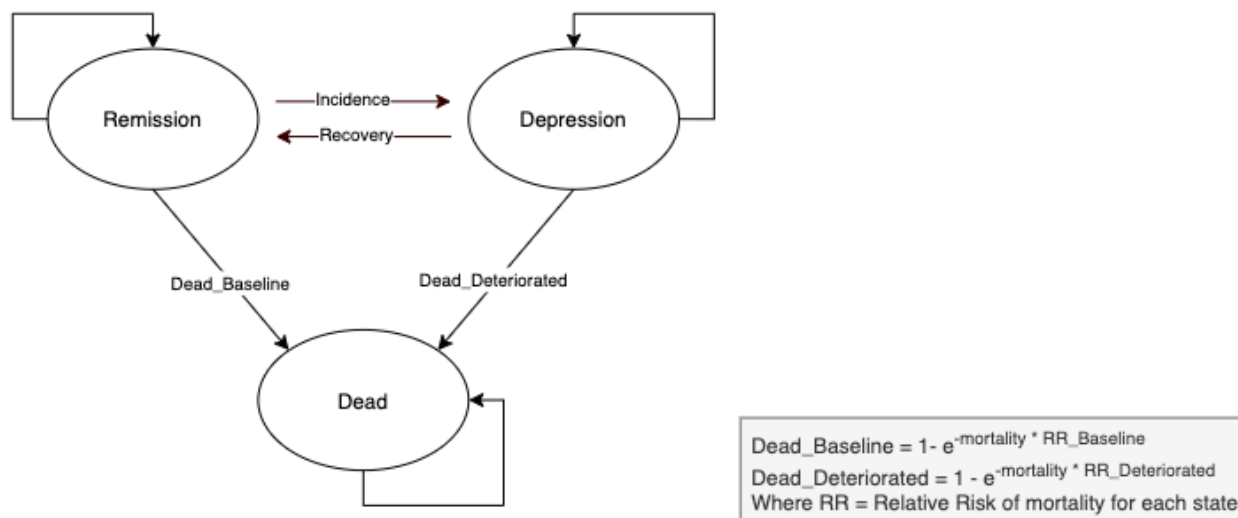 Remission
Incidence
Recovery
Depression
Dead_Baseline
Dead_Deteriorated
Dead
Dead_Baseline = 1- e-mortality * RR_Baseline
Dead_Deteriorated = 1 - e-mortality * RR_Deteriorated
Where RR = Relative Risk of mortality for each state